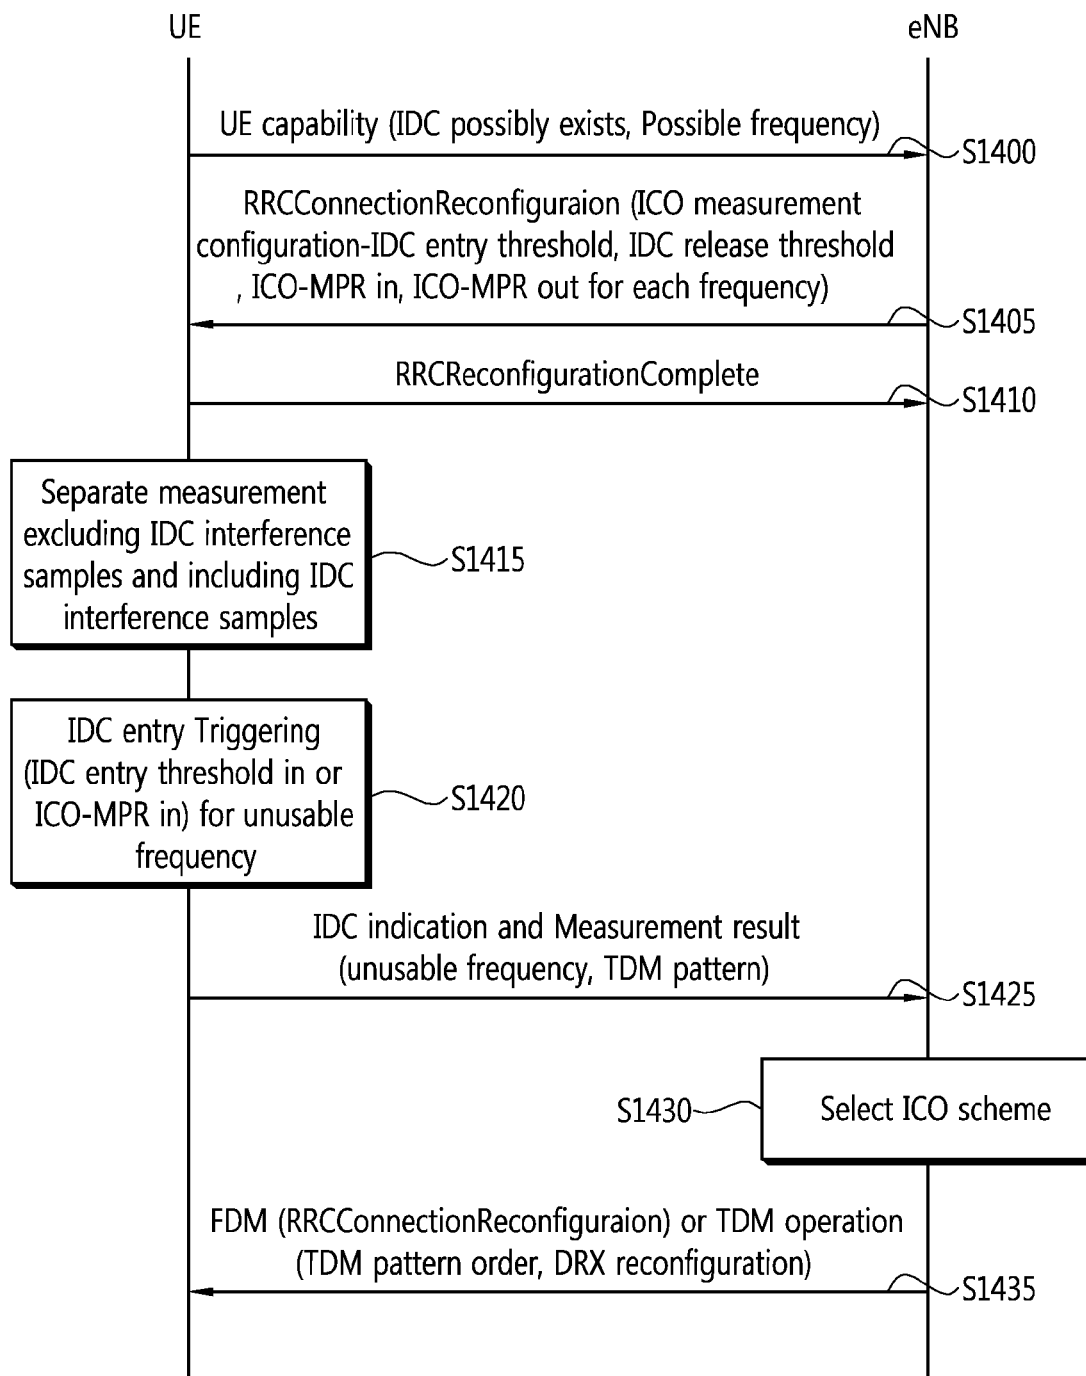 UE
eNB
UE capability (IDC possibly exists, Possible frequency)
S1400
RRCConnectionReconfiguraion (ICO measurement
configuration-IDC entry threshold, IDC release threshold
, ICO-MPR in, ICO-MPR out for each frequency)
S1405
RRCReconfigurationComplete
S1410
Separate measurement
excluding IDC interference
samples and including IDC
interference samples
S1415
IDC entry Triggering
(IDC entry threshold in or
ICO-MPR in) for unusable
frequency
S1420
IDC indication and Measurement result
(unusable frequency, TDM pattern)
S1425
S1430
Select ICO scheme
FDM (RRCConnectionReconfiguraion) or TDM operation
(TDM pattern order, DRX reconfiguration)
S1435